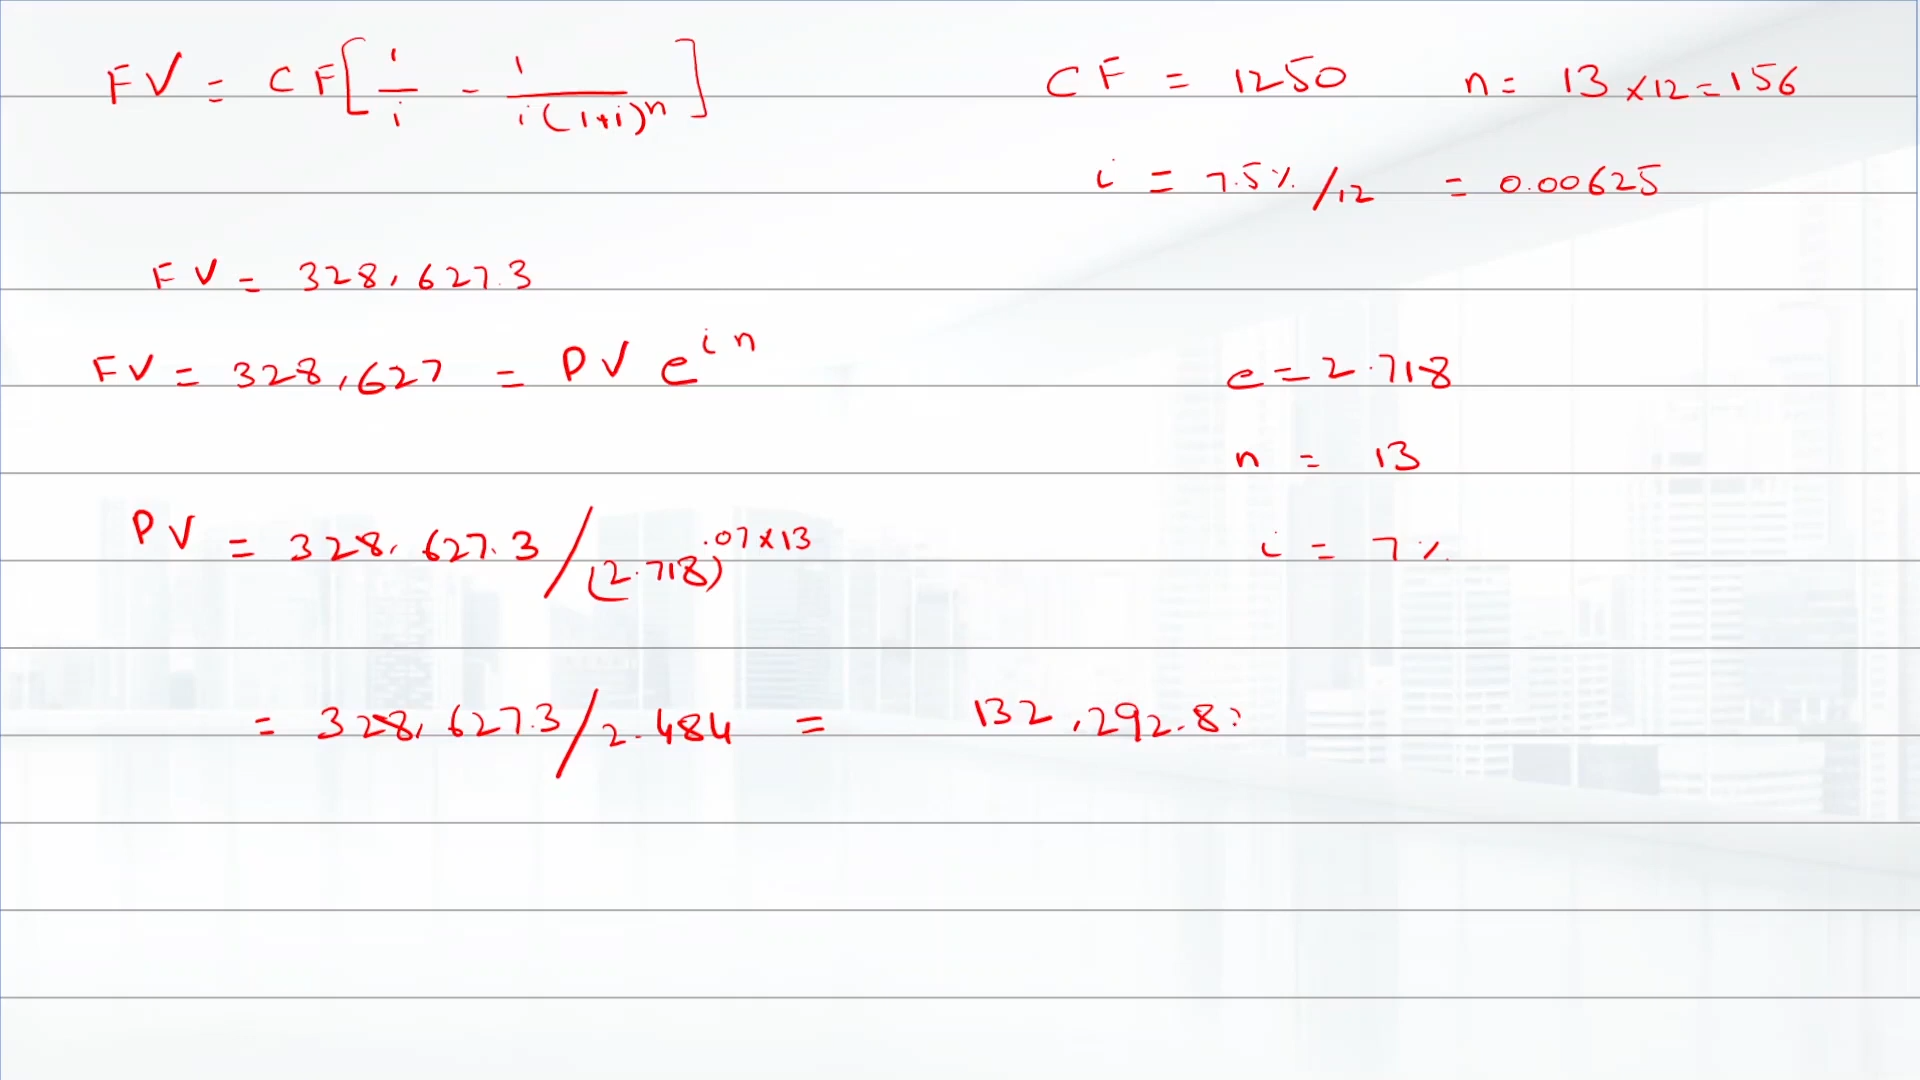 FV = CF[1/i - 1/i(1+i)^n]
CF = 1250 n = 13 x 12 = 156
i = 7.5% /12 = 0.00625
FV = 328,627.3
FV = 328,627 = PV e^in
e = 2.718
n = 13
PV = 328,627.3/(2.718)^.07x13
i = 7%
= 328,627.3/2.484 = 132,292.8